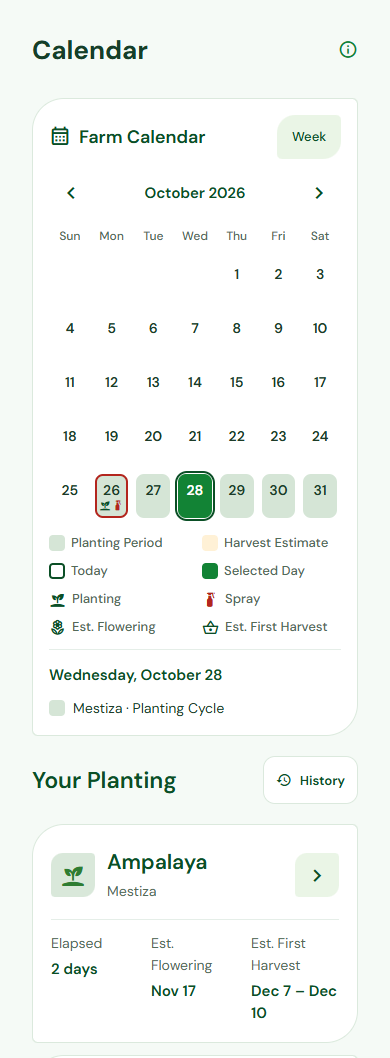 Calendar
Farm Calendar
Week
October 2026
Sun Mon Tue Wed Thu Fri Sat
1 2 3
4 5 6 7 8 9 10
11 12 13 14 15 16 17
18 19 20 21 22 23 24
25 26 27 28 29 30 31
Planting Period Harvest Estimate
Today Selected Day
Planting Spray
Est. Flowering Est. First Harvest
Wednesday, October 28
Mestiza · Planting Cycle
Your Planting
History
Ampalaya
Mestiza
Elapsed
2 days
Est.
Flowering
Nov 17
Est. First
Harvest
Dec 7 – Dec
10